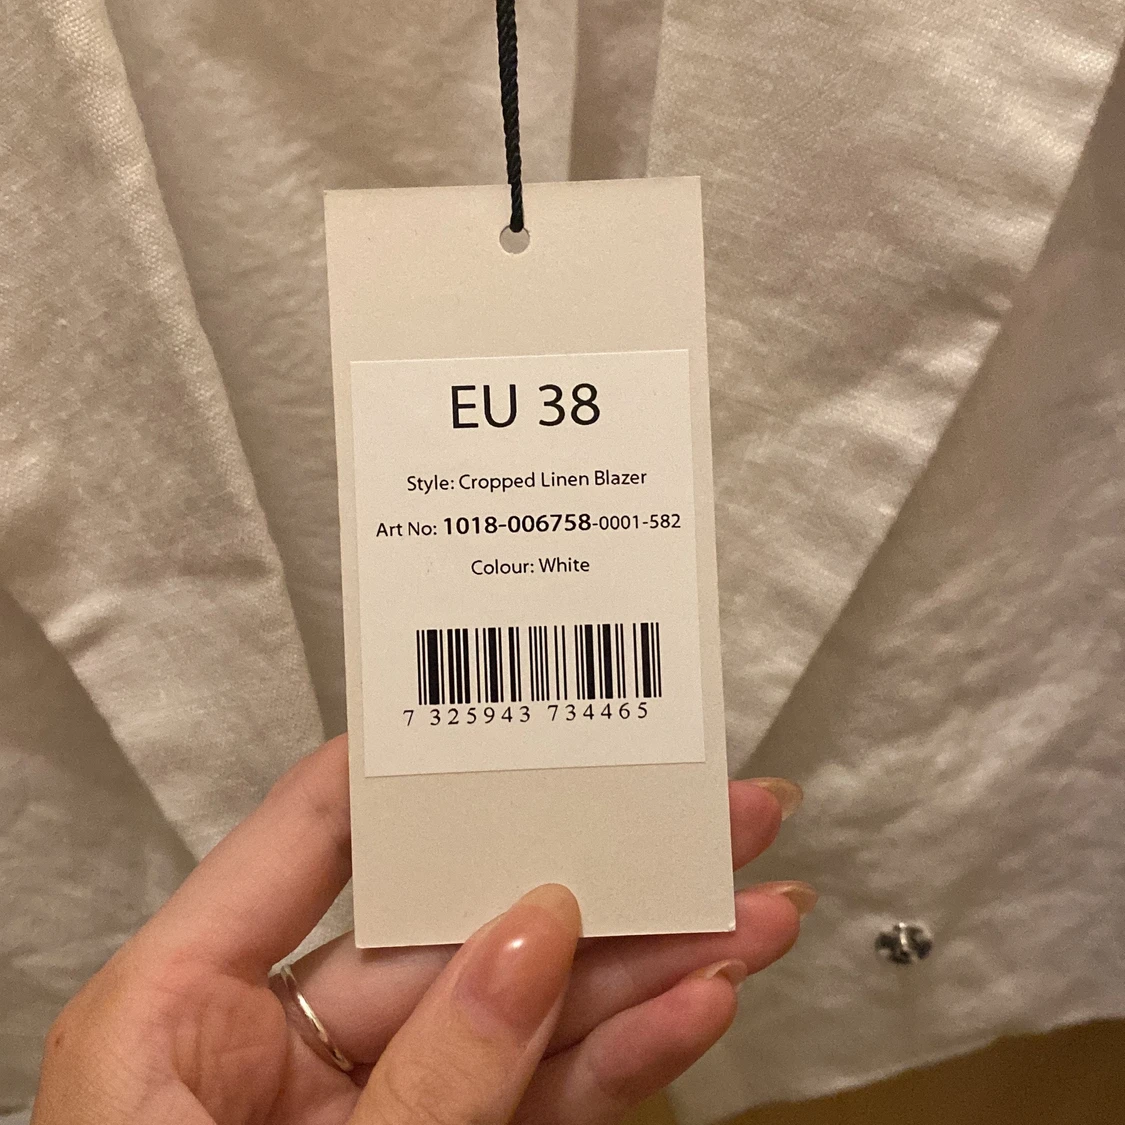 EU 38
Style: Cropped Linen Blazer
Art No: 1018-006758-0001-582
Colour: White
7 325943 734465